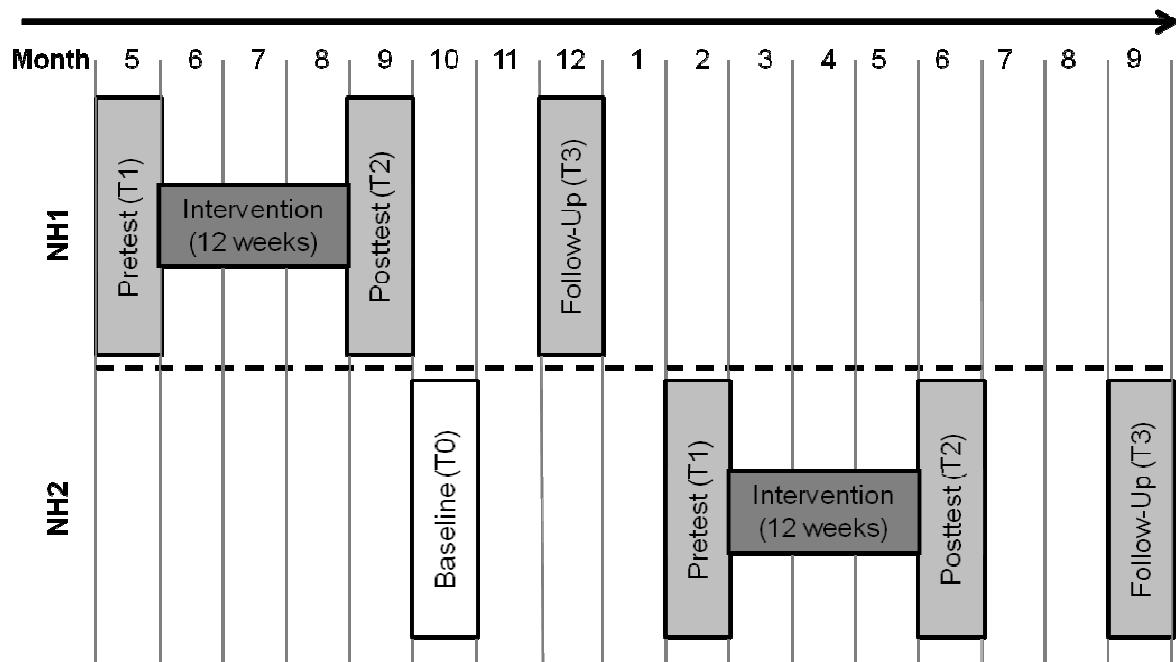 Month 5 6 7 8 9 10 11 12 1 2 3 4 5 6 7 8 9
NH1
Pretest (T1)
Intervention
(12 weeks)
Posttest (T2)
Follow-Up (T3)
NH2
Baseline (T0)
Pretest (T1)
Intervention
(12 weeks)
Posttest (T2)
Follow-Up (T3)